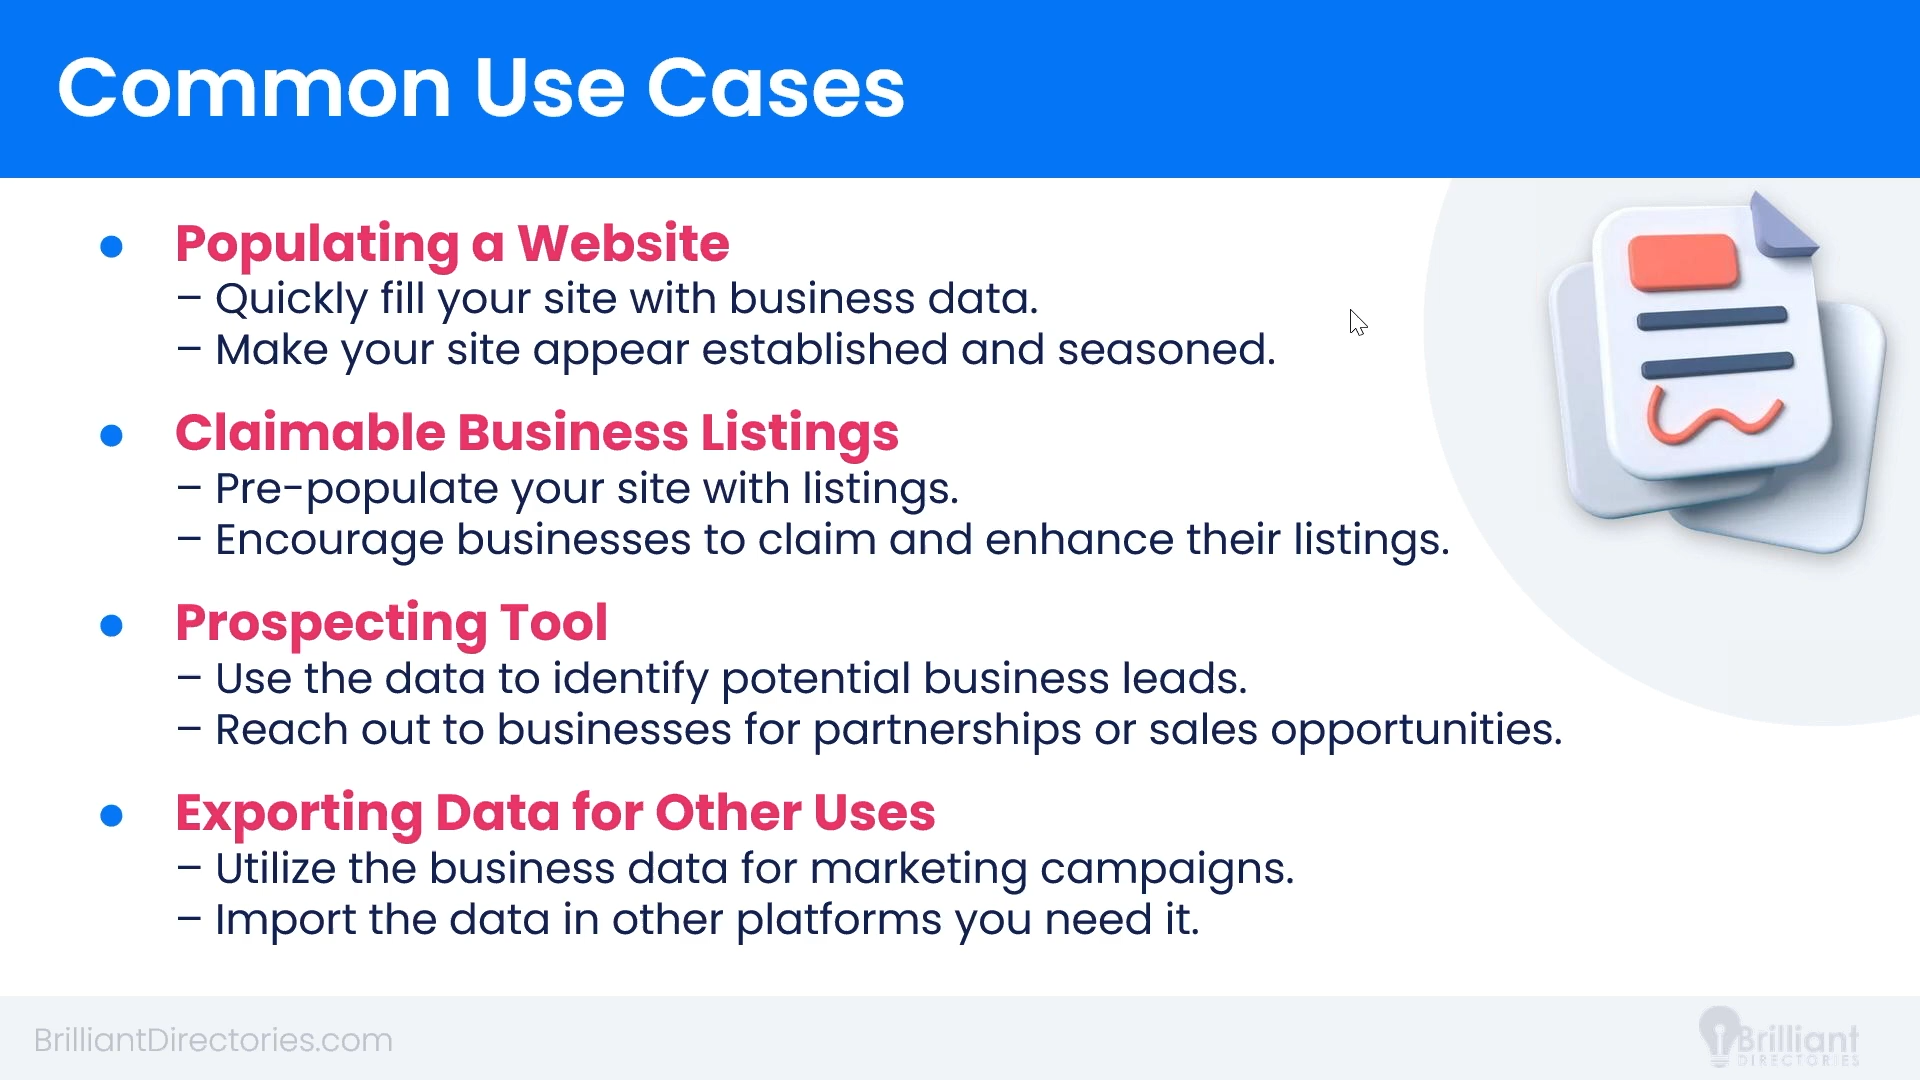 Common Use Cases
● Populating a Website
– Quickly fill your site with business data.
– Make your site appear established and seasoned.
● Claimable Business Listings
– Pre-populate your site with listings.
– Encourage businesses to claim and enhance their listings.
● Prospecting Tool
– Use the data to identify potential business leads.
– Reach out to businesses for partnerships or sales opportunities.
● Exporting Data for Other Uses
– Utilize the business data for marketing campaigns.
– Import the data in other platforms you need it.
BrilliantDirectories.com
Brilliant
DIRECTORIES